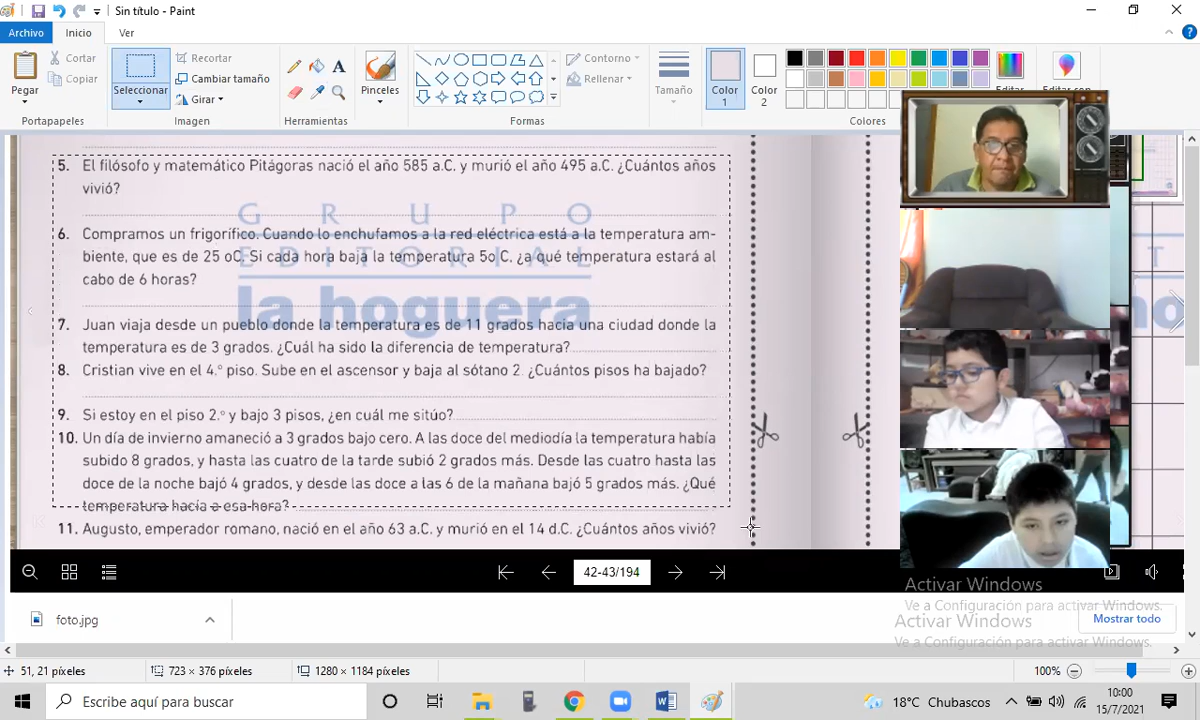 Sin título - Paint
Archivo Inicio Ver
Pegar
Cortar
Copiar
Portapapeles
Seleccionar
Recortar
Cambiar tamaño
Girar
Imagen
A
Herramientas
Pinceles
Contorno
Rellenar
Formas
Tamaño
Color 1
Color 2
Colores
5. El filósofo y matemático Pitágoras nació el año 585 a.C. y murió el año 495 a.C. ¿Cuántos años
vivió?
GRUPO
6. Compramos un frigorífico. Cuando lo enchufamos a la red eléctrica está a la temperatura am-
EDITORIAL
biente, que es de 25 oC. Si cada hora baja la temperatura 5o C, ¿a qué temperatura estará al
cabo de 6 horas?
la hoguera
7. Juan viaja desde un pueblo donde la temperatura es de 11 grados hacia una ciudad donde la
temperatura es de 3 grados. ¿Cuál ha sido la diferencia de temperatura?
8. Cristian vive en el 4.º piso. Sube en el ascensor y baja al sótano 2. ¿Cuántos pisos ha bajado?
9. Si estoy en el piso 2.º y bajo 3 pisos, ¿en cuál me sitúo?
10. Un día de invierno amaneció a 3 grados bajo cero. A las doce del mediodía la temperatura había
subido 8 grados, y hasta las cuatro de la tarde subió 2 grados más. Desde las cuatro hasta las
doce de la noche bajó 4 grados, y desde las doce a las 6 de la mañana bajó 5 grados más. ¿Qué
temperatura hacía a esa hora?
11. Augusto, emperador romano, nació en el año 63 a.C. y murió en el 14 d.C. ¿Cuántos años vivió?
42-43/194
Activar Windows
Ve a Configuración para activar Windows.
Activar Windows
Ve a Configuración para activar Windows.
foto.jpg
Mostrar todo
51, 21 píxeles
723 × 376 píxeles
1280 × 1184 píxeles
100%
Escribe aquí para buscar
18°C Chubascos
10:00
15/7/2021